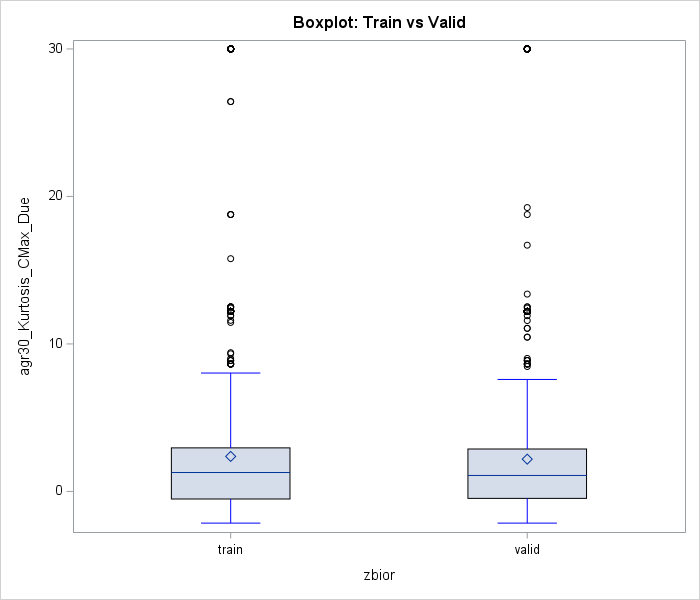 Boxplot: Train vs Valid
agr30_Kurtosis_CMax_Due
30
20
10
0
train
valid
zbior